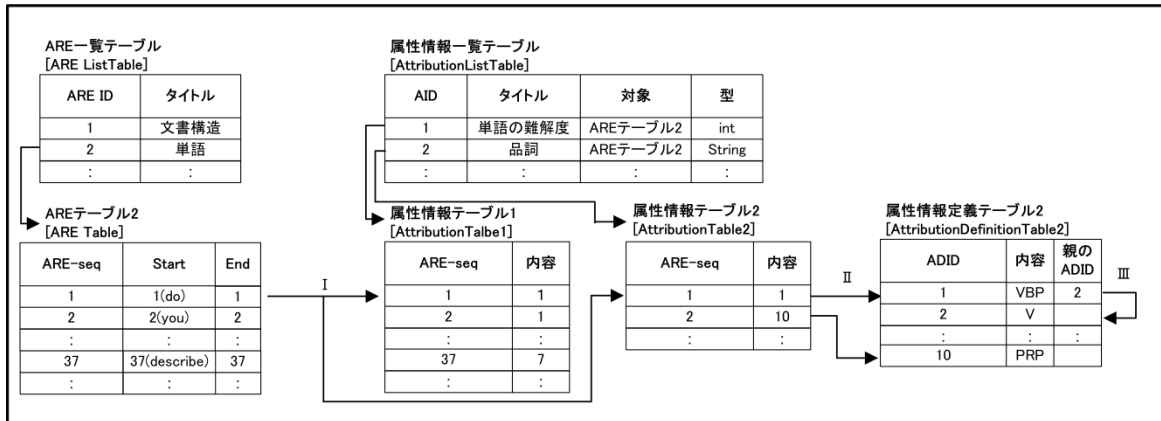 ARE一覧テーブル
[ARE ListTable]
ARE ID タイトル
1 文書構造
2 単語
: :
属性情報一覧テーブル
[AttributionListTable]
AID タイトル 対象 型
1 単語の難解度 AREテーブル2 int
2 品詞 AREテーブル2 String
: : : :
AREテーブル2
[ARE Table]
ARE-seq Start End
1 1(do) 1
2 2(you) 2
: : :
37 37(describe) 37
: : :
I
属性情報テーブル1
[AttributionTalbe1]
ARE-seq 内容
1 1
2 1
: :
37 7
: :
属性情報テーブル2
[AttributionTable2]
ARE-seq 内容
1 1
2 10
: :
Ⅱ
属性情報定義テーブル2
[AttributionDefinitionTable2]
ADID 内容 親の
ADID
1 VBP 2
2 V
: : :
10 PRP
Ⅲ